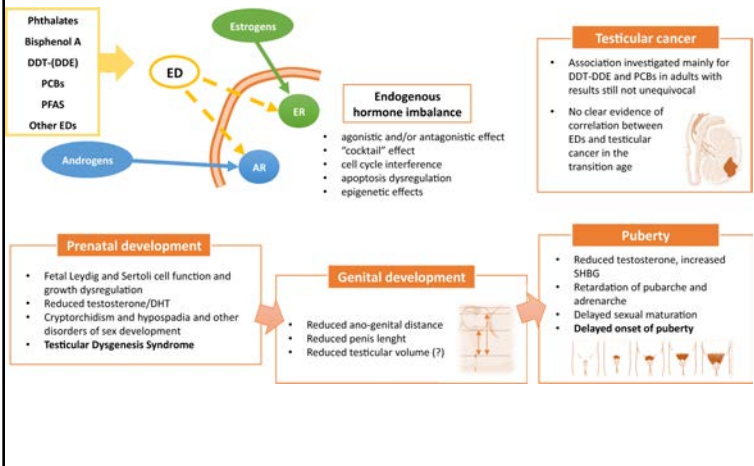 Phthalates
Bisphenol A
DDT-(DDE)
PCBs
PFAS
Other EDs
ED
Estrogens
ER
Androgens
AR
Endogenous
hormone imbalance
• agonistic and/or antagonistic effect
• "cocktail" effect
• cell cycle interference
• apoptosis dysregulation
• epigenetic effects
Testicular cancer
• Association investigated mainly for
DDT-DDE and PCBs in adults with
results still not unequivocal
• No clear evidence of
correlation between
EDs and testicular
cancer in the
transition age
Prenatal development
• Fetal Leydig and Sertoli cell function and
growth dysregulation
• Reduced testosterone/DHT
• Cryptorchidism and hypospadia and other
disorders of sex development
• Testicular Dysgenesis Syndrome
Genital development
• Reduced ano-genital distance
• Reduced penis lenght
• Reduced testicular volume (?)
Puberty
• Reduced testosterone, increased
SHBG
• Retardation of pubarche and
adrenarche
• Delayed sexual maturation
• Delayed onset of puberty